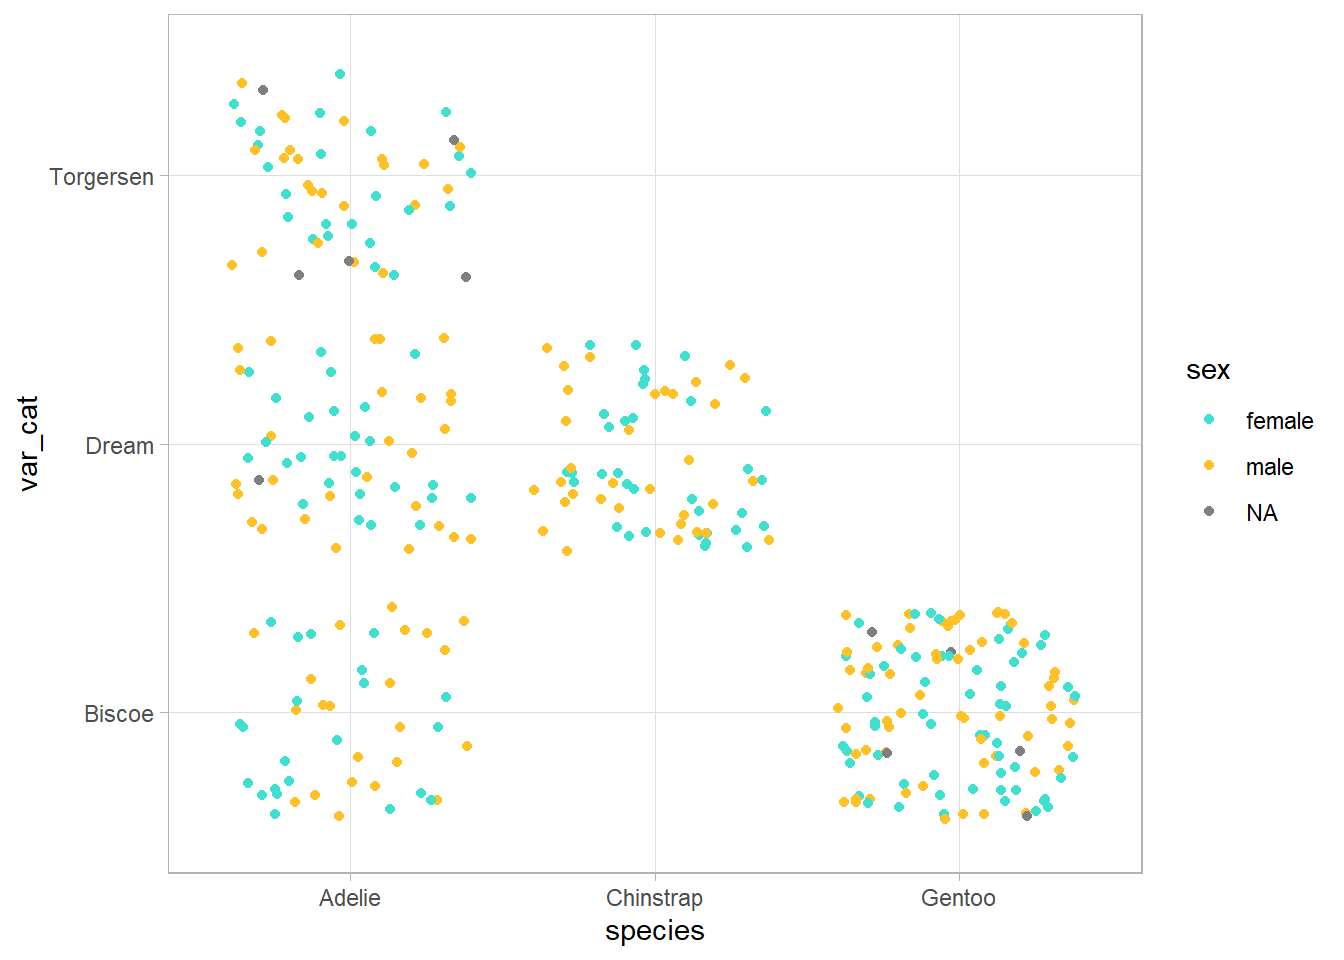 Torgersen
Dream
Biscoe
var_cat
Adelie
Chinstrap
Gentoo
species
sex
female
male
NA